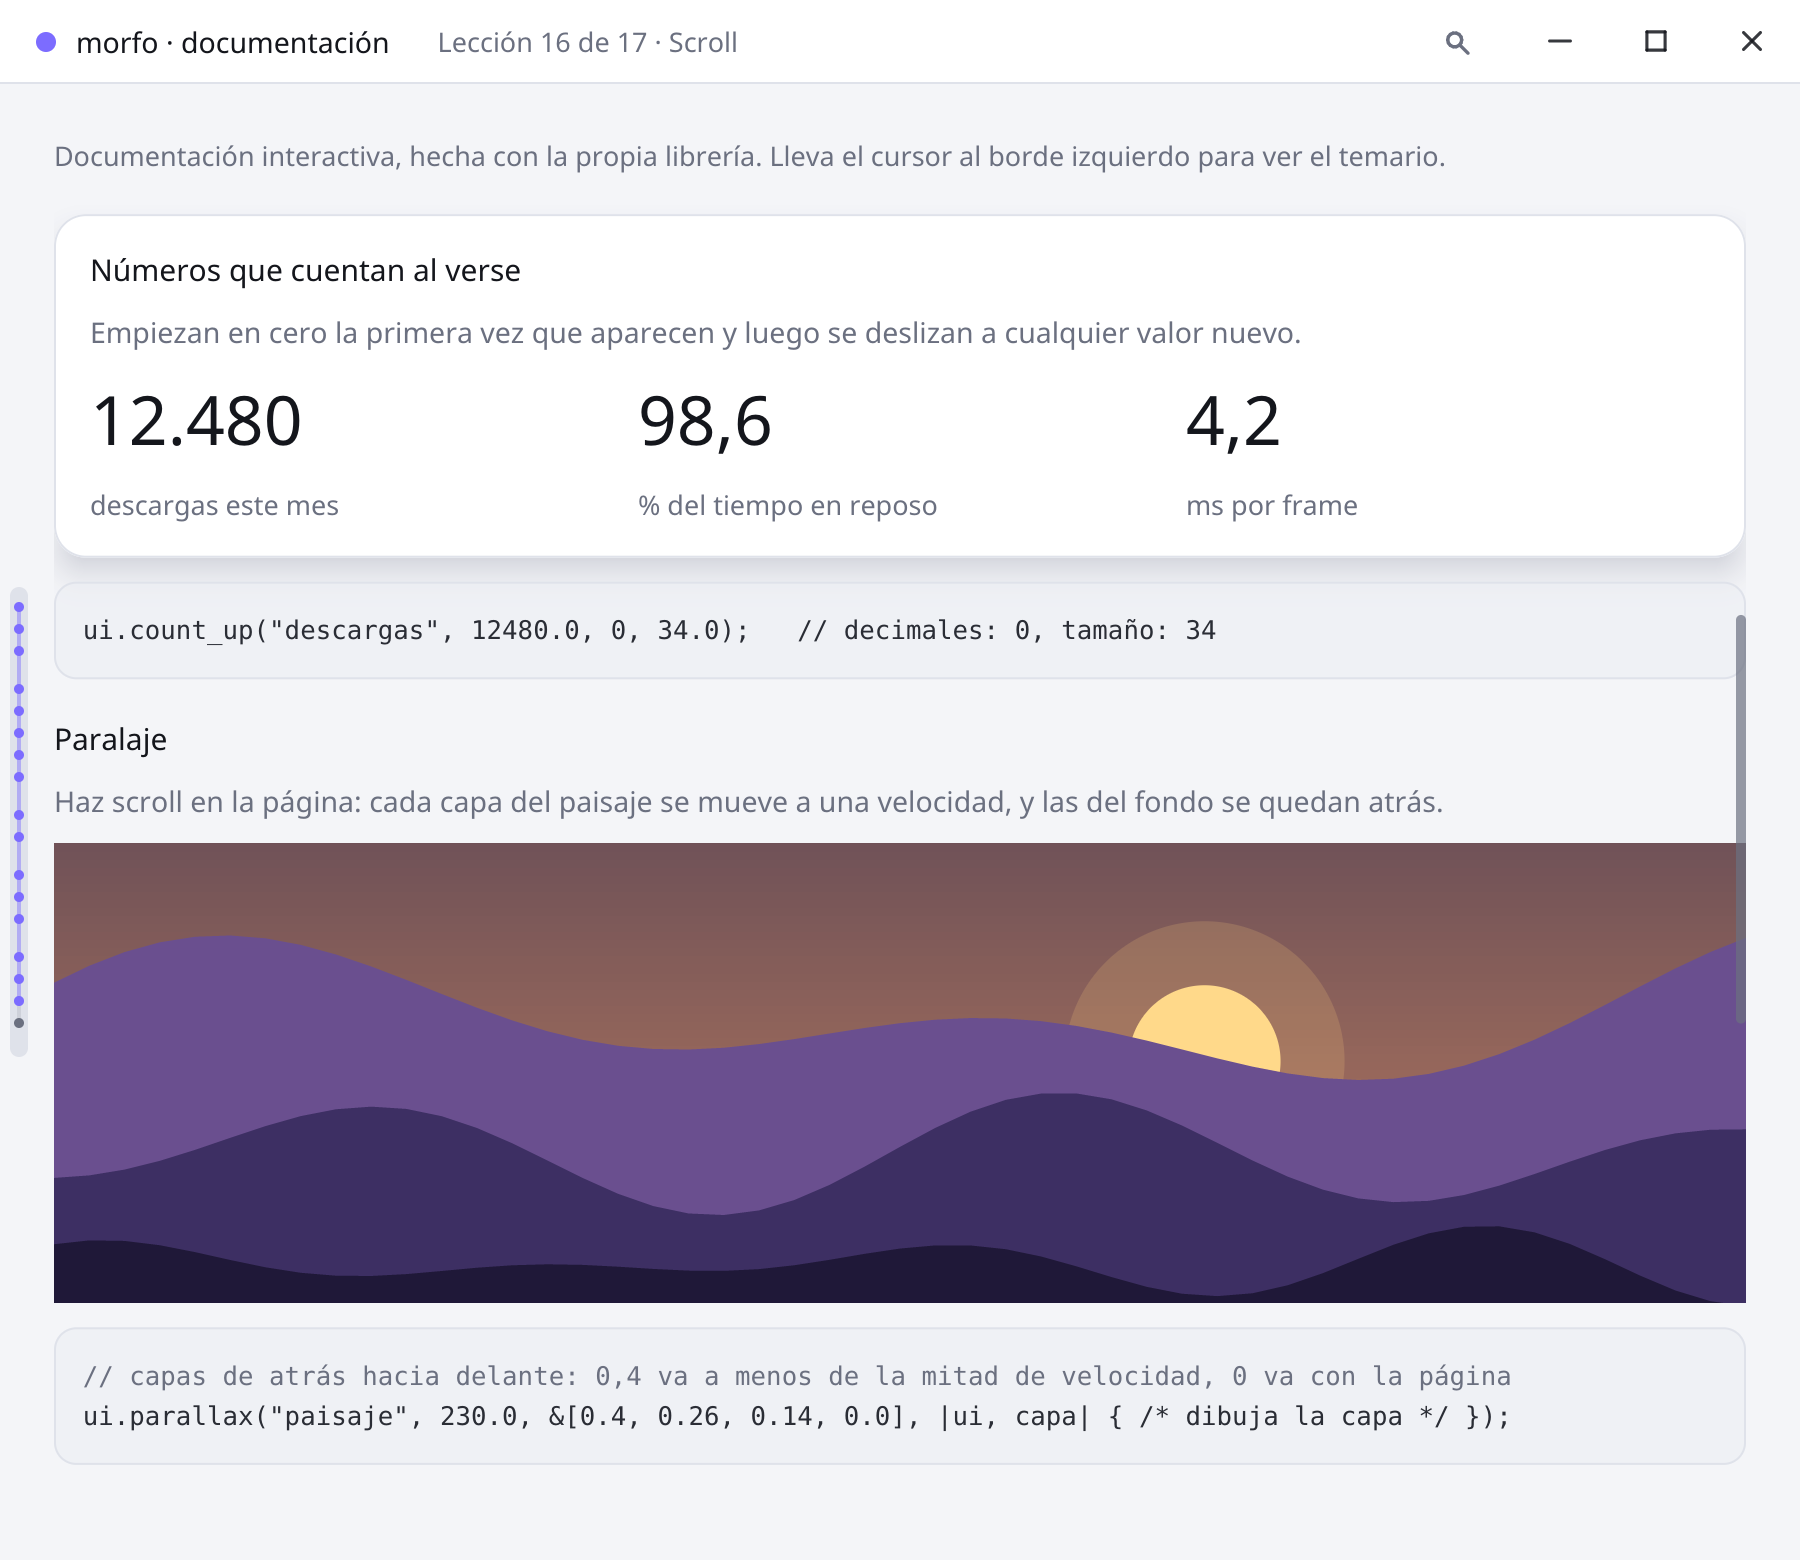 morfo · documentación
Lección 16 de 17 · Scroll
Documentación interactiva, hecha con la propia librería. Lleva el cursor al borde izquierdo para ver el temario.
Números que cuentan al verse
Empiezan en cero la primera vez que aparecen y luego se deslizan a cualquier valor nuevo.
12.480
98,6
4,2
descargas este mes
% del tiempo en reposo
ms por frame
ui.count_up("descargas", 12480.0, 0, 34.0);   // decimales: 0, tamaño: 34
Paralaje
Haz scroll en la página: cada capa del paisaje se mueve a una velocidad, y las del fondo se quedan atrás.
// capas de atrás hacia delante: 0,4 va a menos de la mitad de velocidad, 0 va con la página
ui.parallax("paisaje", 230.0, &[0.4, 0.26, 0.14, 0.0], |ui, capa| { /* dibuja la capa */ });